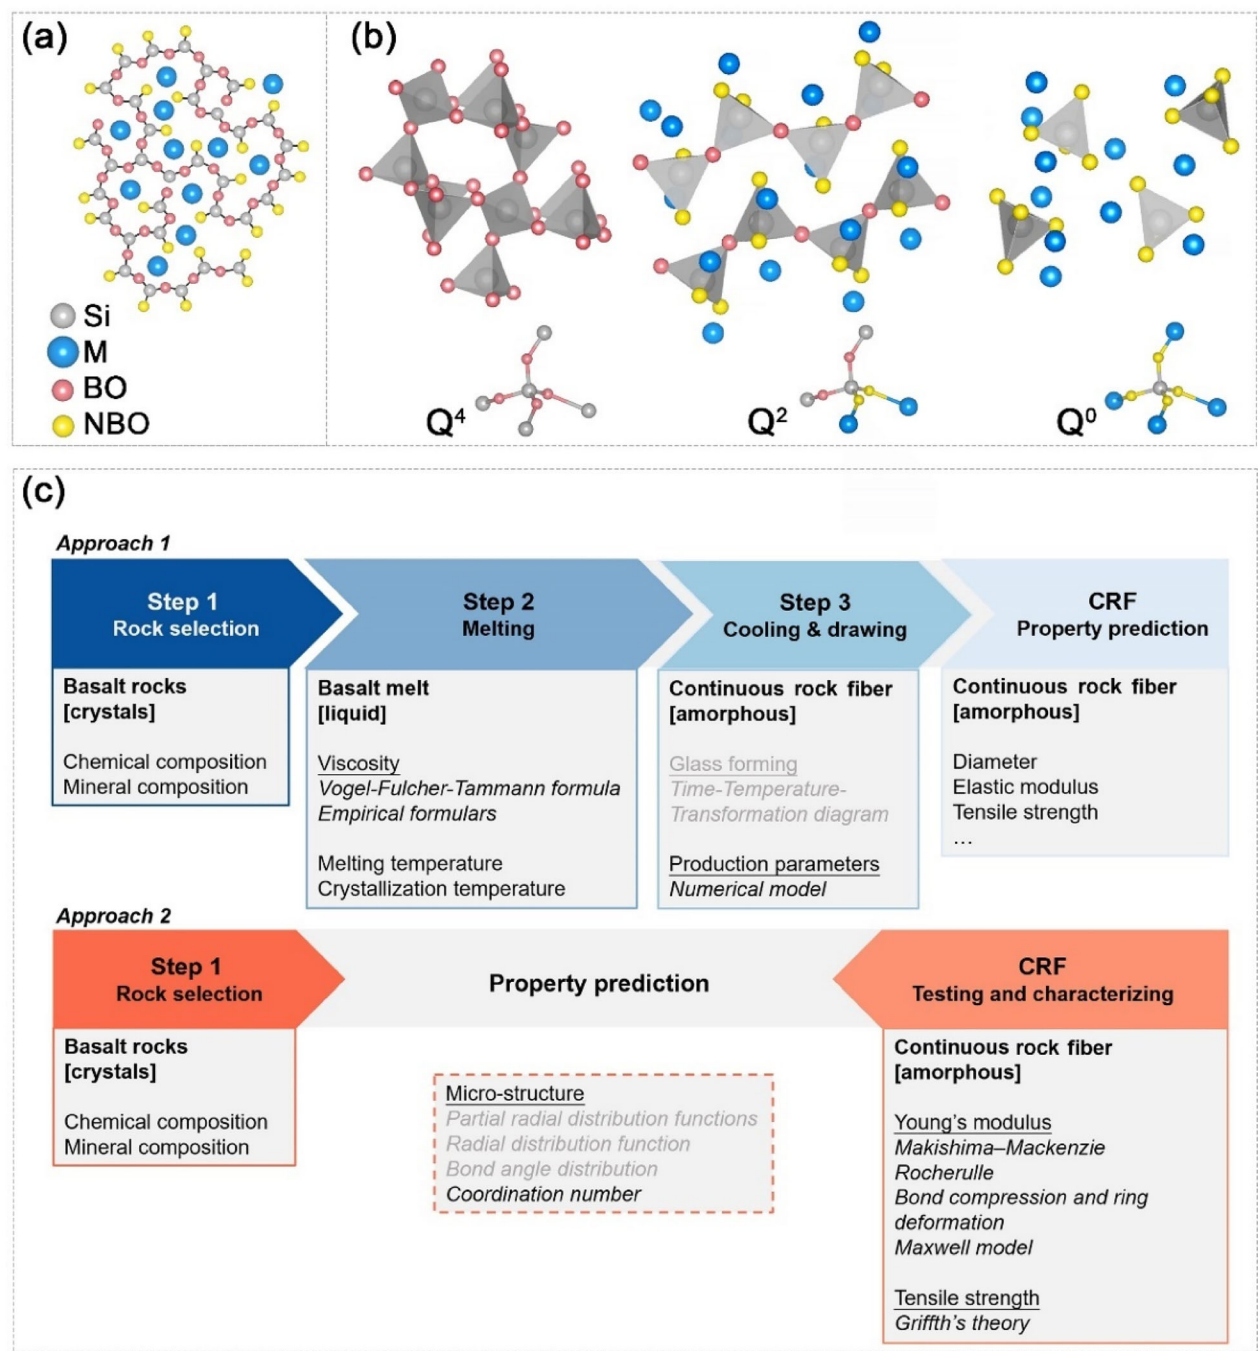 (a)
Si
M
BO
NBO
(b)
Q4
Q2
Q0
(c)
Approach 1
Step 1
Rock selection
Basalt rocks
[crystals]
Chemical composition
Mineral composition
Step 2
Melting
Basalt melt
[liquid]
Viscosity
Vogel-Fulcher-Tammann formula
Empirical formulars
Melting temperature
Crystallization temperature
Step 3
Cooling & drawing
Continuous rock fiber
[amorphous]
Glass forming
Time-Temperature-
Transformation diagram
Production parameters
Numerical model
CRF
Property prediction
Continuous rock fiber
[amorphous]
Diameter
Elastic modulus
Tensile strength
…
Approach 2
Step 1
Rock selection
Basalt rocks
[crystals]
Chemical composition
Mineral composition
Property prediction
Micro-structure
Partial radial distribution functions
Radial distribution function
Bond angle distribution
Coordination number
CRF
Testing and characterizing
Continuous rock fiber
[amorphous]
Young's modulus
Makishima–Mackenzie
Rocherulle
Bond compression and ring
deformation
Maxwell model
Tensile strength
Griffth's theory